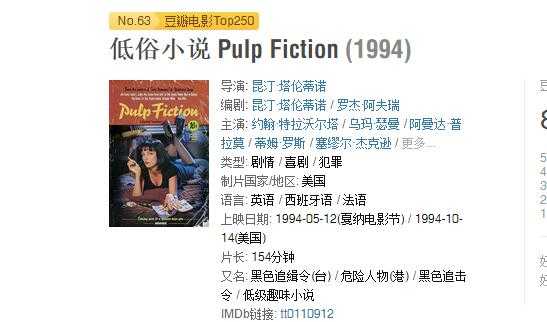 No.63 豆瓣电影Top250
低俗小说 Pulp Fiction (1994)
Pulp Fiction
10¢
导演: 昆汀·塔伦蒂诺
编剧: 昆汀·塔伦蒂诺 / 罗杰·阿夫瑞
主演: 约翰·特拉沃尔塔 / 乌玛·瑟曼 / 阿曼达·普
拉莫 / 蒂姆·罗斯 / 塞缪尔·杰克逊 / 更多...
类型: 剧情 / 喜剧 / 犯罪
制片国家/地区: 美国
语言: 英语 / 西班牙语 / 法语
上映日期: 1994-05-12(戛纳电影节) / 1994-10-
14(美国)
片长: 154分钟
又名: 黑色追缉令(台) / 危险人物(港) / 黑色追击
令 / 低级趣味小说
IMDb链接: tt0110912
5
4
3
2
1